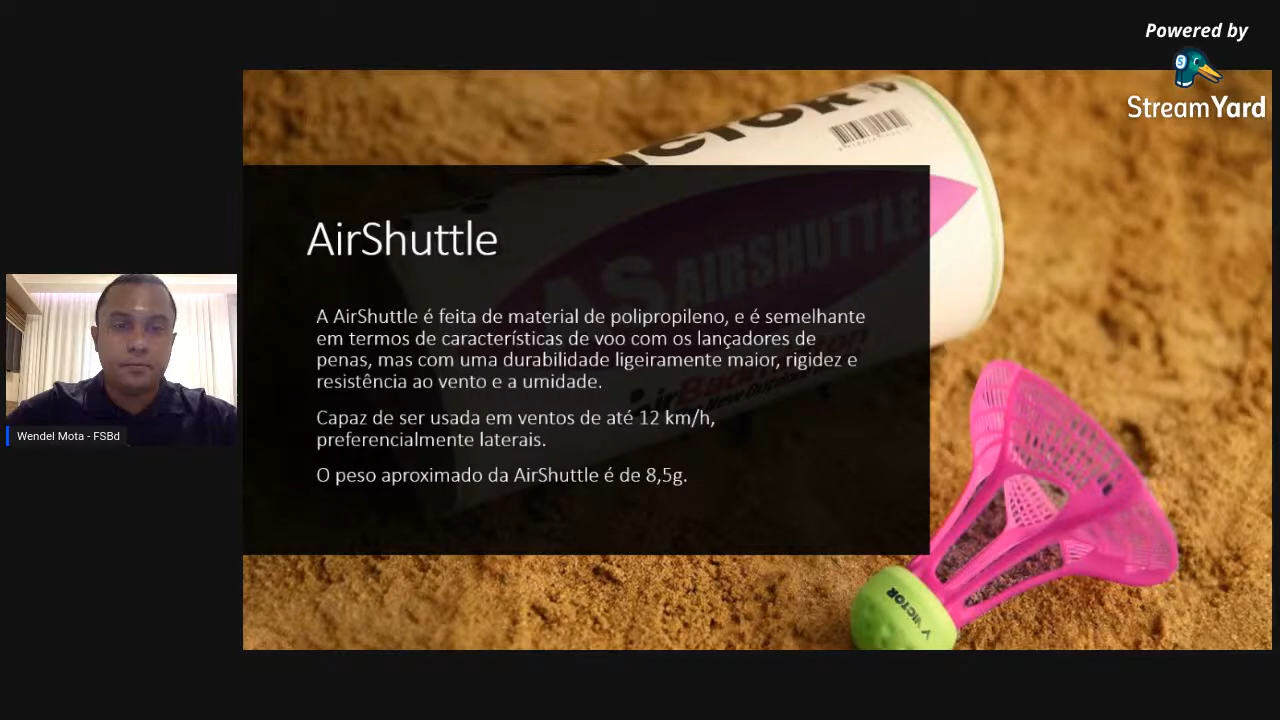 Powered by
StreamYard
VICTOR
AirShuttle
AS AIRSHUTTLE
A AirShuttle é feita de material de polipropileno, e é semelhante
em termos de características de voo com os lançadores de
penas, mas com uma durabilidade ligeiramente maior, rigidez e
resistência ao vento e a umidade.
Capaz de ser usada em ventos de até 12 km/h,
preferencialmente laterais.
O peso aproximado da AirShuttle é de 8,5g.
Wendel Mota - FSBd
VICTOR